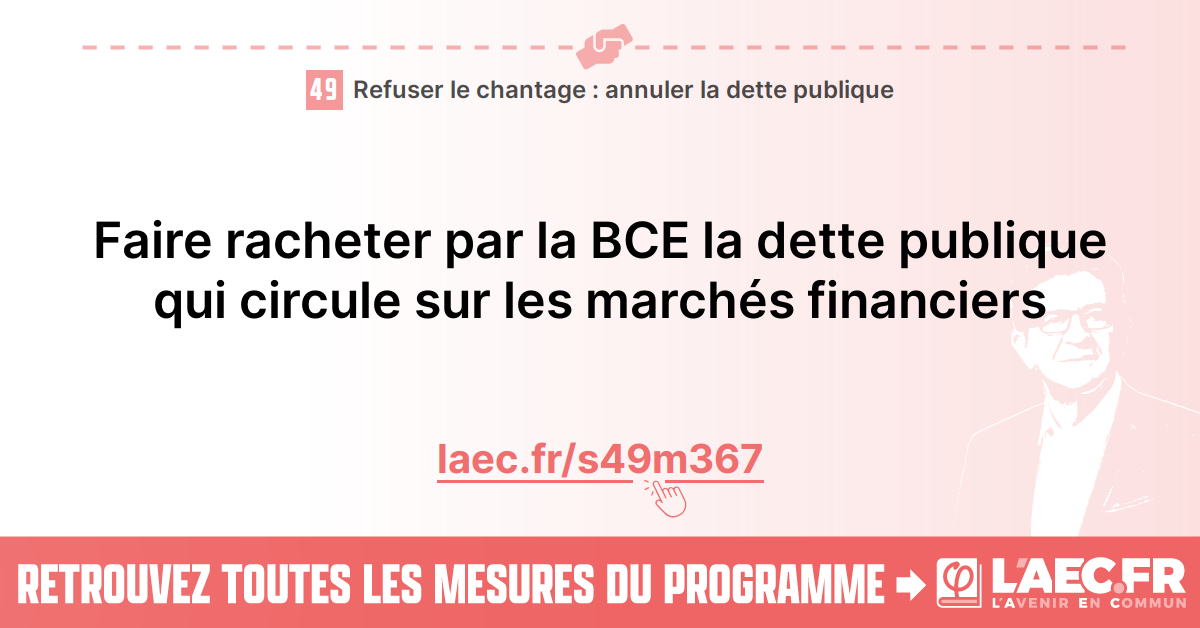 49 Refuser le chantage : annuler la dette publique
Faire racheter par la BCE la dette publique
qui circule sur les marchés financiers
laec.fr/s49m367
RETROUVEZ TOUTES LES MESURES DU PROGRAMME
φ L'AEC.FR
L'AVENIR EN COMMUN